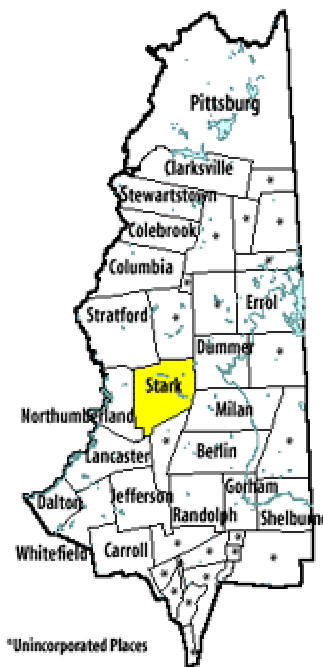 Pittsburg
Clarksville
Stewartstown
Colebrook
Columbia
Errol
Stratford
Dummer
Stark
Northumberland
Milan
Lancaster
Berlin
Dalton
Jefferson
Gorham
Randolph
Shelburne
Whitefield
Carroll
*Unincorporated Places